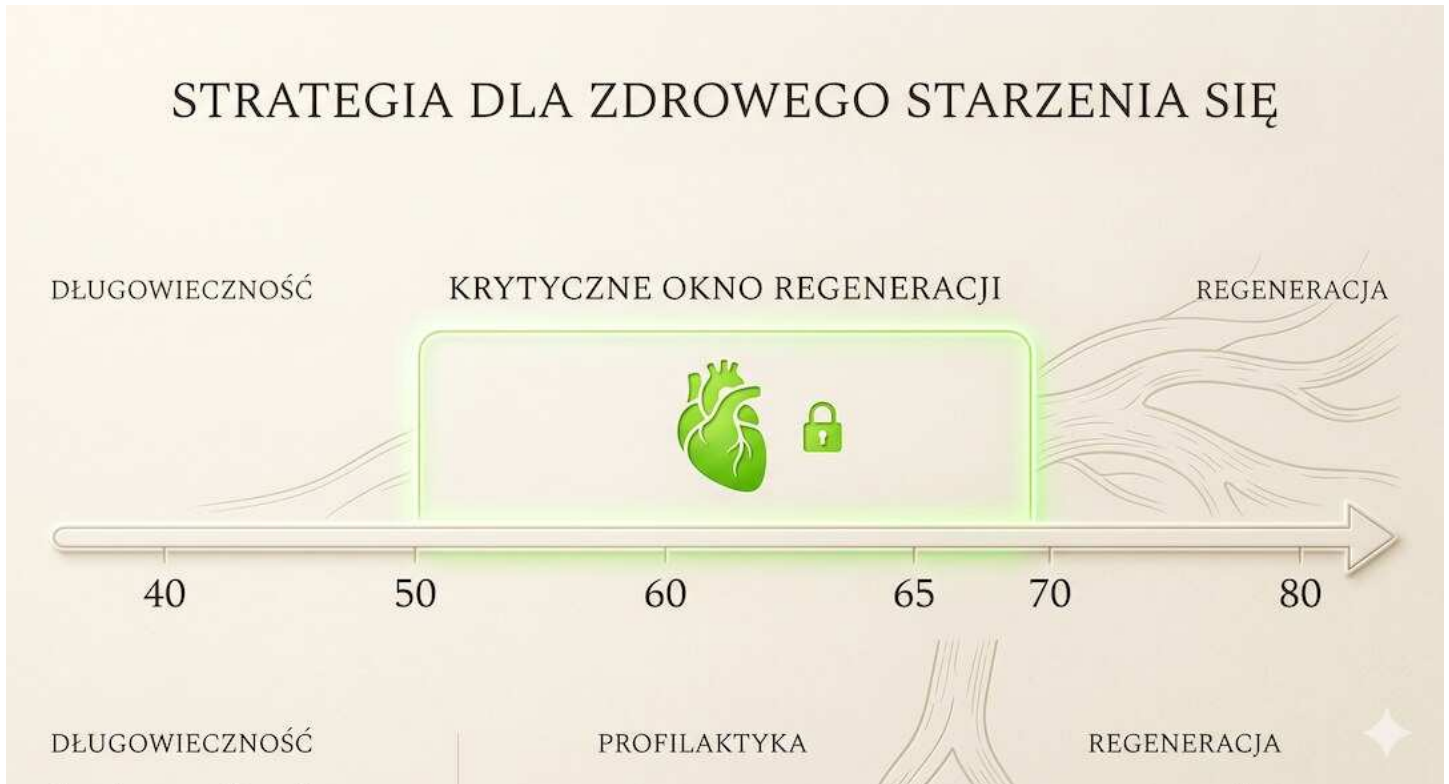 STRATEGIA DLA ZDROWEGO STARZENIA SIĘ
DŁUGOWIECZNOŚĆ
KRYTYCZNE OKNO REGENERACJI
REGENERACJA
40 50 60 65 70 80
DŁUGOWIECZNOŚĆ
PROFILAKTYKA
REGENERACJA